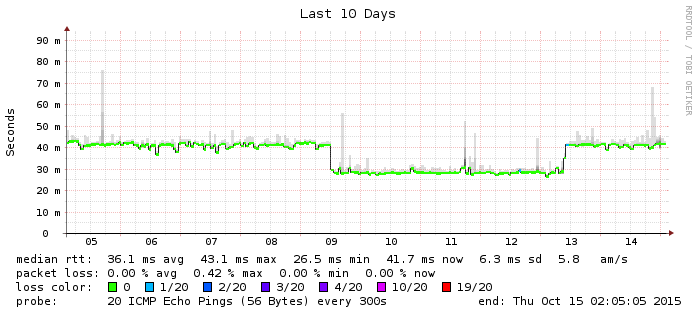 Last 10 Days
RRDTOOL / TOBI OETIKER
Seconds
90 m
80 m
70 m
60 m
50 m
40 m
30 m
20 m
10 m
0
05 06 07 08 09 10 11 12 13 14
median rtt: 36.1 ms avg 43.1 ms max 26.5 ms min 41.7 ms now 6.3 ms sd 5.8 am/s
packet loss: 0.00 % avg 0.42 % max 0.00 % min 0.00 % now
loss color: 0 1/20 2/20 3/20 4/20 10/20 19/20
probe: 20 ICMP Echo Pings (56 Bytes) every 300s end: Thu Oct 15 02:05:05 2015